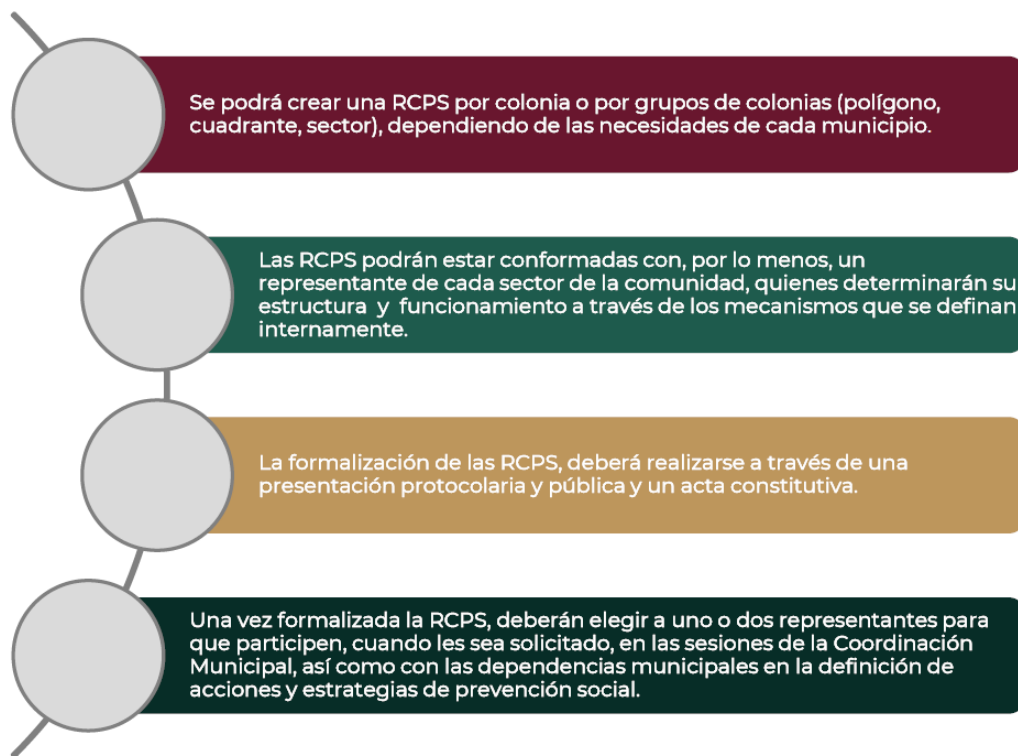 Se podrá crear una RCPS por colonia o por grupos de colonias (polígono,
cuadrante, sector), dependiendo de las necesidades de cada municipio.
Las RCPS podrán estar conformadas con, por lo menos, un
representante de cada sector de la comunidad, quienes determinarán su
estructura y funcionamiento a través de los mecanismos que se definan
internamente.
La formalización de las RCPS, deberá realizarse a través de una
presentación protocolaria y pública y un acta constitutiva.
Una vez formalizada la RCPS, deberán elegir a uno o dos representantes para
que participen, cuando les sea solicitado, en las sesiones de la Coordinación
Municipal, así como con las dependencias municipales en la definición de
acciones y estrategias de prevención social.